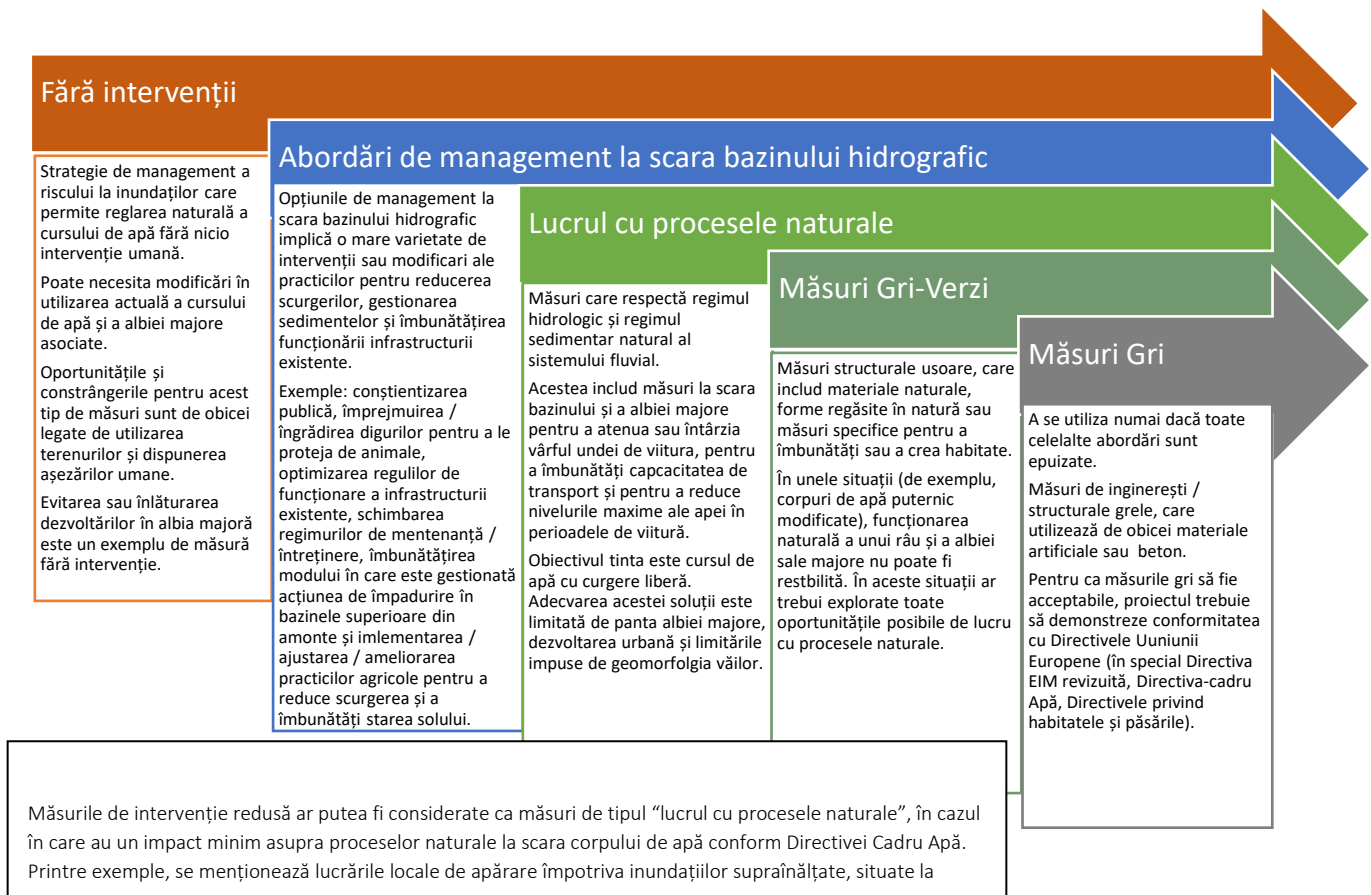 Fără intervenții
Strategie de management a
riscului la inundaților care
permite reglarea naturală a
cursului de apă fără nicio
intervenție umană.
Poate necesita modificări în
utilizarea actuală a cursului
de apă și a albiei majore
asociate.
Oportunitățile și
constrângerile pentru acest
tip de măsuri sunt de obicei
legate de utilizarea
terenurilor și dispunerea
așezărilor umane.
Evitarea sau înlăturarea
dezvoltărilor în albia majoră
este un exemplu de măsură
fără intervenție.
Abordări de management la scara bazinului hidrografic
Opțiunile de management la
scara bazinului hidrografic
implică o mare varietate de
intervenții sau modificari ale
practicilor pentru reducerea
scurgerilor, gestionarea
sedimentelor și îmbunătățirea
funcționării infrastructurii
existente.
Exemple: conștientizarea
publică, împrejmuirea /
îngrădirea digurilor pentru a le
proteja de animale,
optimizarea regulilor de
funcționare a infrastructurii
existente, schimbarea
regimurilor de mentenanță /
întreținere, îmbunătățirea
modului în care este gestionată
acțiunea de împadurire în
bazinele superioare din
amonte și imlementarea /
ajustarea / ameliorarea
practicilor agricole pentru a
reduce scurgerea și a
îmbunătăți starea solului.
Lucrul cu procesele naturale
Măsuri care respectă regimul
hidrologic și regimul
sedimentar natural al
sistemului fluvial.
Acestea includ măsuri la scara
bazinului și a albiei majore
pentru a atenua sau întârzia
vârful undei de viitura, pentru
a îmbunătăți capcacitatea de
transport și pentru a reduce
nivelurile maxime ale apei în
perioadele de viitură.
Obiectivul tinta este cursul de
apă cu curgere liberă.
Adecvarea acestei soluții este
limitată de panta albiei majore,
dezvoltarea urbană și limitările
impuse de geomorfolgia văilor.
Măsuri Gri-Verzi
Măsuri structurale usoare, care
includ materiale naturale,
forme regăsite în natură sau
măsuri specifice pentru a
îmbunătăți sau a crea habitate.
În unele situații (de exemplu,
corpuri de apă puternic
modificate), funcționarea
naturală a unui râu și a albiei
sale majore nu poate fi
restbilită. În aceste situații ar
trebui explorate toate
oportunitățile posibile de lucru
cu procesele naturale.
Măsuri Gri
A se utiliza numai dacă toate
celelalte abordări sunt
epuizate.
Măsuri de inginerești /
structurale grele, care
utilizează de obicei materiale
artificiale sau beton.
Pentru ca măsurile gri să fie
acceptabile, proiectul trebuie
să demonstreze conformitatea
cu Directivele Uuniunii
Europene (în special Directiva
EIM revizuită, Directiva-cadru
Apă, Directivele privind
habitatele și păsările).
Măsurile de intervenție redusă ar putea fi considerate ca măsuri de tipul “lucrul cu procesele naturale”, în cazul
în care au un impact minim asupra proceselor naturale la scara corpului de apă conform Directivei Cadru Apă.
Printre exemple, se menționează lucrările locale de apărare împotriva inundațiilor supraînălțate, situate la